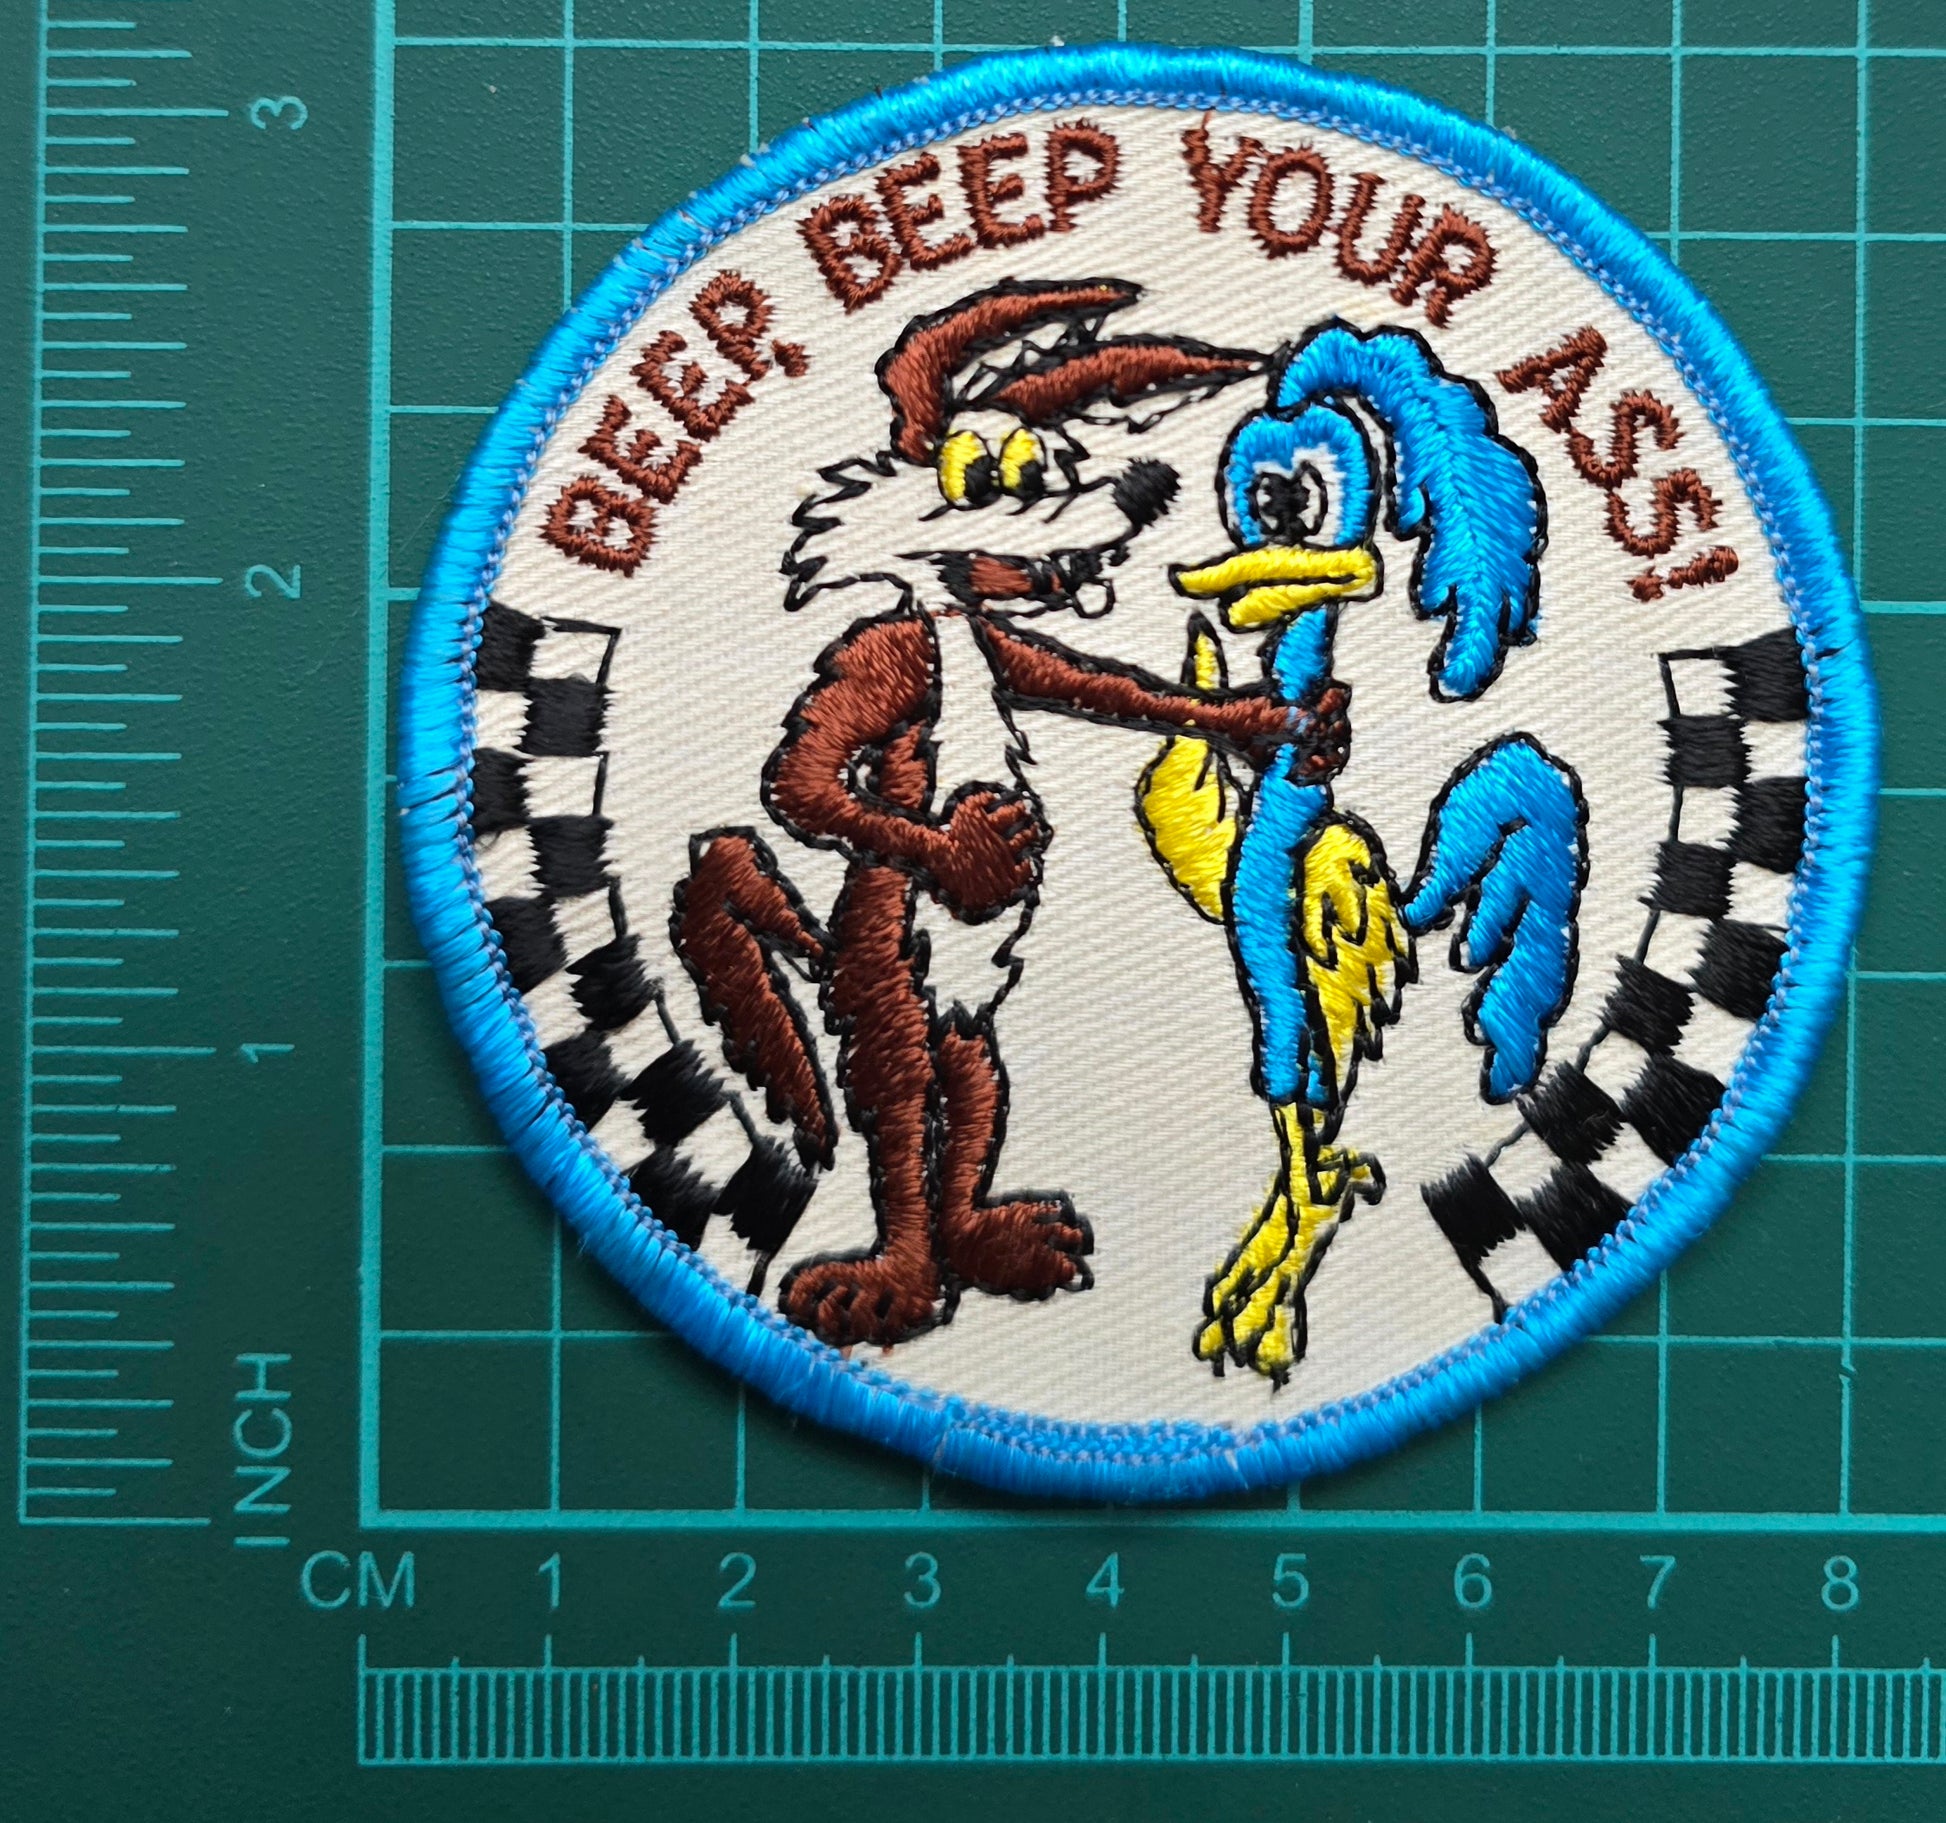 BEEP, BEEP YOUR ASS!
3
2
1
INCH
CM 1 2 3 4 5 6 7 8